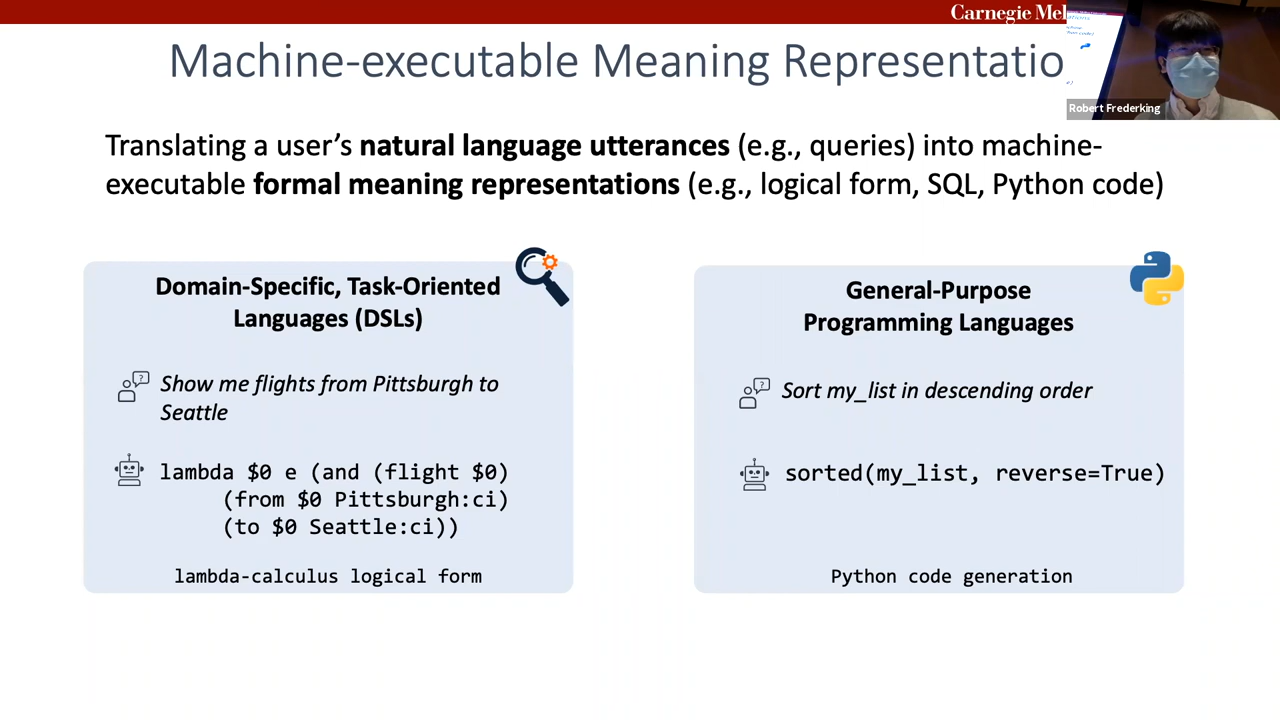 Carnegie Mel
Machine-executable Meaning Representatio
Robert Frederking
Translating a user’s natural language utterances (e.g., queries) into machine-
executable formal meaning representations (e.g., logical form, SQL, Python code)
Domain-Specific, Task-Oriented
Languages (DSLs)
Show me flights from Pittsburgh to
Seattle
lambda $0 e (and (flight $0)
(from $0 Pittsburgh:ci)
(to $0 Seattle:ci))
lambda-calculus logical form
General-Purpose
Programming Languages
Sort my_list in descending order
sorted(my_list, reverse=True)
Python code generation